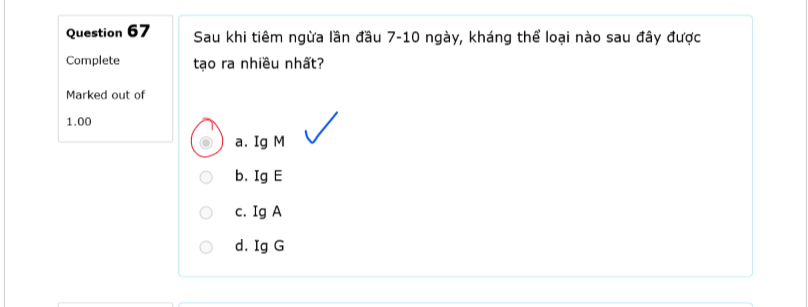 Question 67
Complete
Marked out of
1.00
Sau khi tiêm ngừa lần đầu 7-10 ngày, kháng thể loại nào sau đây được
tạo ra nhiều nhất?
a. Ig M
b. Ig E
c. Ig A
d. Ig G